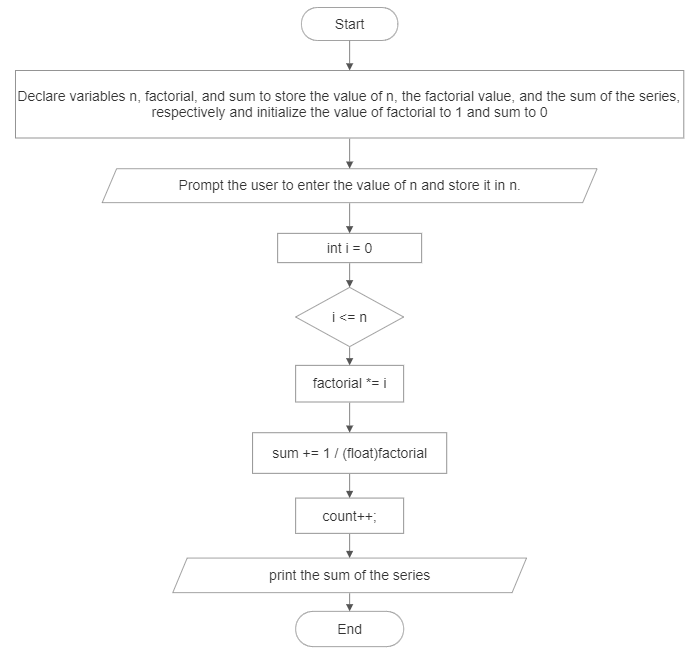 Start
Declare variables n, factorial, and sum to store the value of n, the factorial value, and the sum of the series,
respectively and initialize the value of factorial to 1 and sum to 0
Prompt the user to enter the value of n and store it in n.
int i = 0
i <= n
factorial *= i
sum += 1 / (float)factorial
count++;
print the sum of the series
End